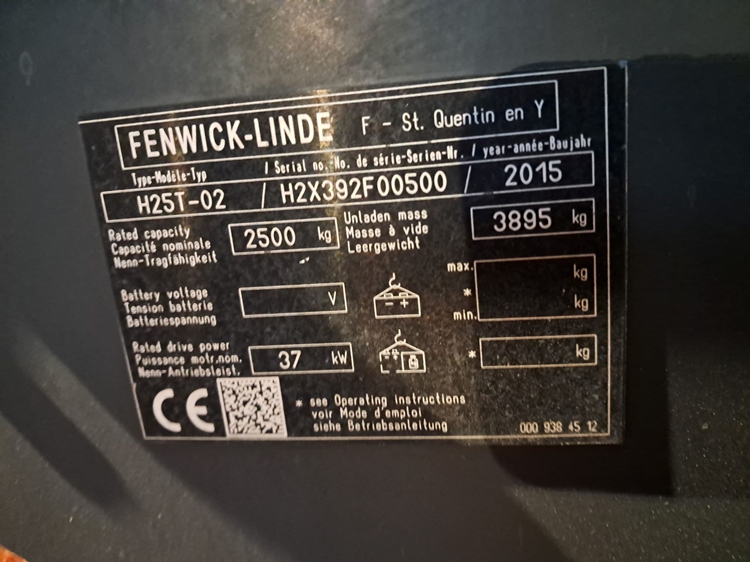 FENWICK-LINDE F - St. Quentin en Y
Type-Modèle-Typ / Serial no.-No. de série-Serien-Nr. / year-année-Baujahr
H25T-02 / H2X392F00500 / 2015
Rated capacity
Capacité nominale
Nenn-Tragfähigkeit
2500 kg
Unladen mass
Masse à vide
Leergewicht
3895 kg
Battery voltage
Tension batterie
Batteriespannung
V
- +
max. kg
*
min. kg
Rated drive power
Puissance motr.nom.
Nenn-Antriebsleist.
37 kW
- +
* kg
CE
* see Operating instructions
voir Mode d'emploi
siehe Betriebsanleitung
000 938 45 12